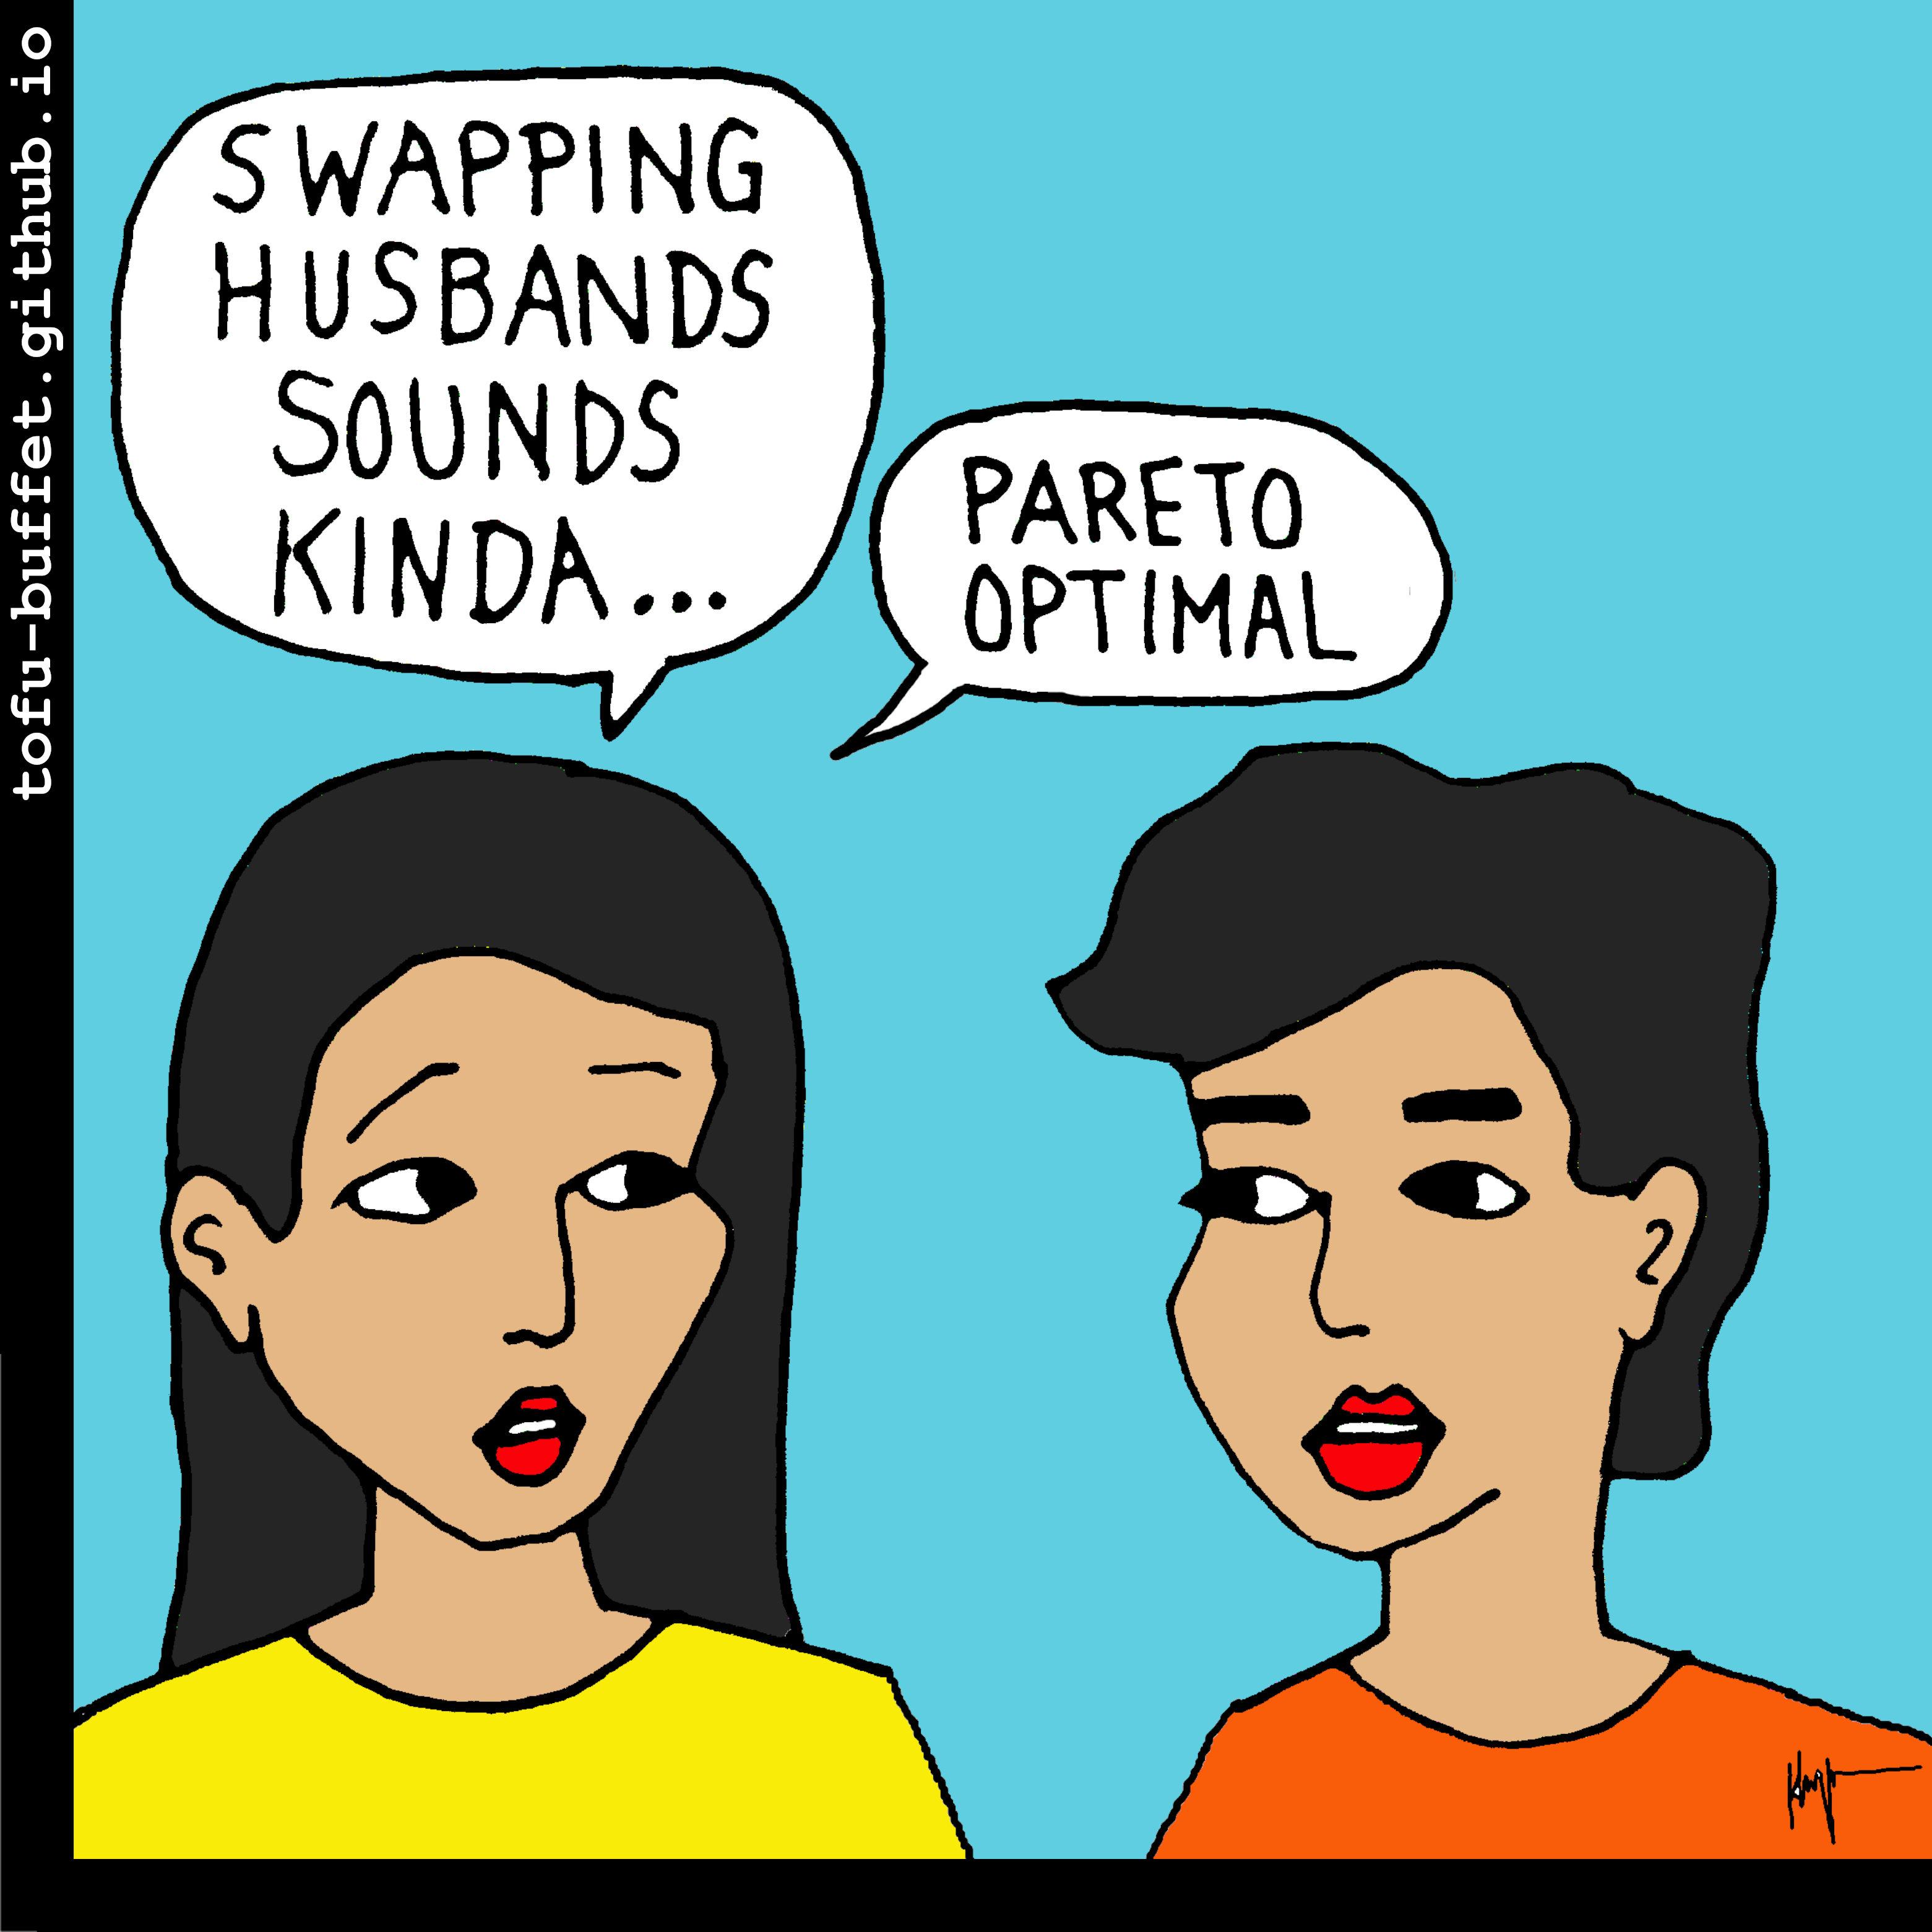 tofu-buffet.github.io
SWAPPING
HUSBANDS
SOUNDS
KINDA...
PARETO
OPTIMAL